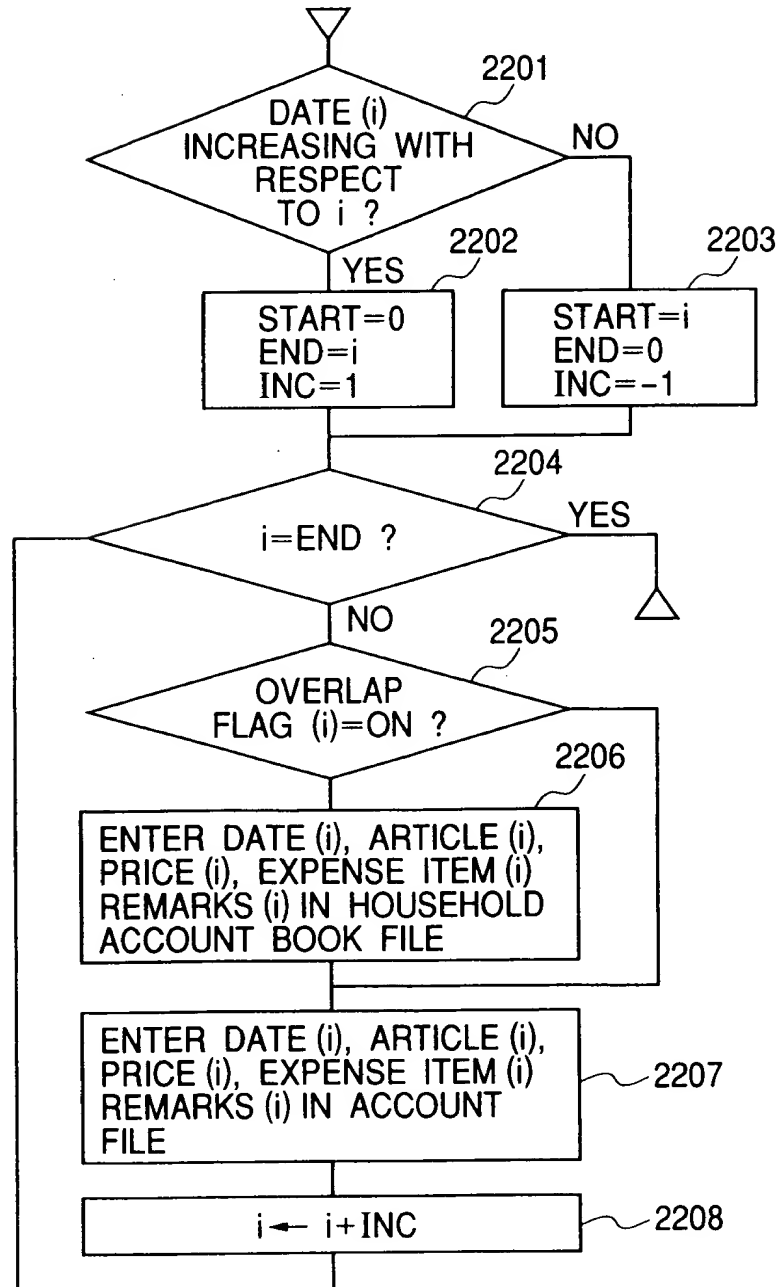 2201
DATE (i)
INCREASING WITH
RESPECT
TO i ?
NO
YES
2202
START=0
END=i
INC=1
2203
START=i
END=0
INC=-1
2204
i=END ?
YES
NO
2205
OVERLAP
FLAG (i)=ON ?
2206
ENTER DATE (i), ARTICLE (i),
PRICE (i), EXPENSE ITEM (i)
REMARKS (i) IN HOUSEHOLD
ACCOUNT BOOK FILE
ENTER DATE (i), ARTICLE (i),
PRICE (i), EXPENSE ITEM (i)
REMARKS (i) IN ACCOUNT
FILE
2207
i ← i+INC
2208